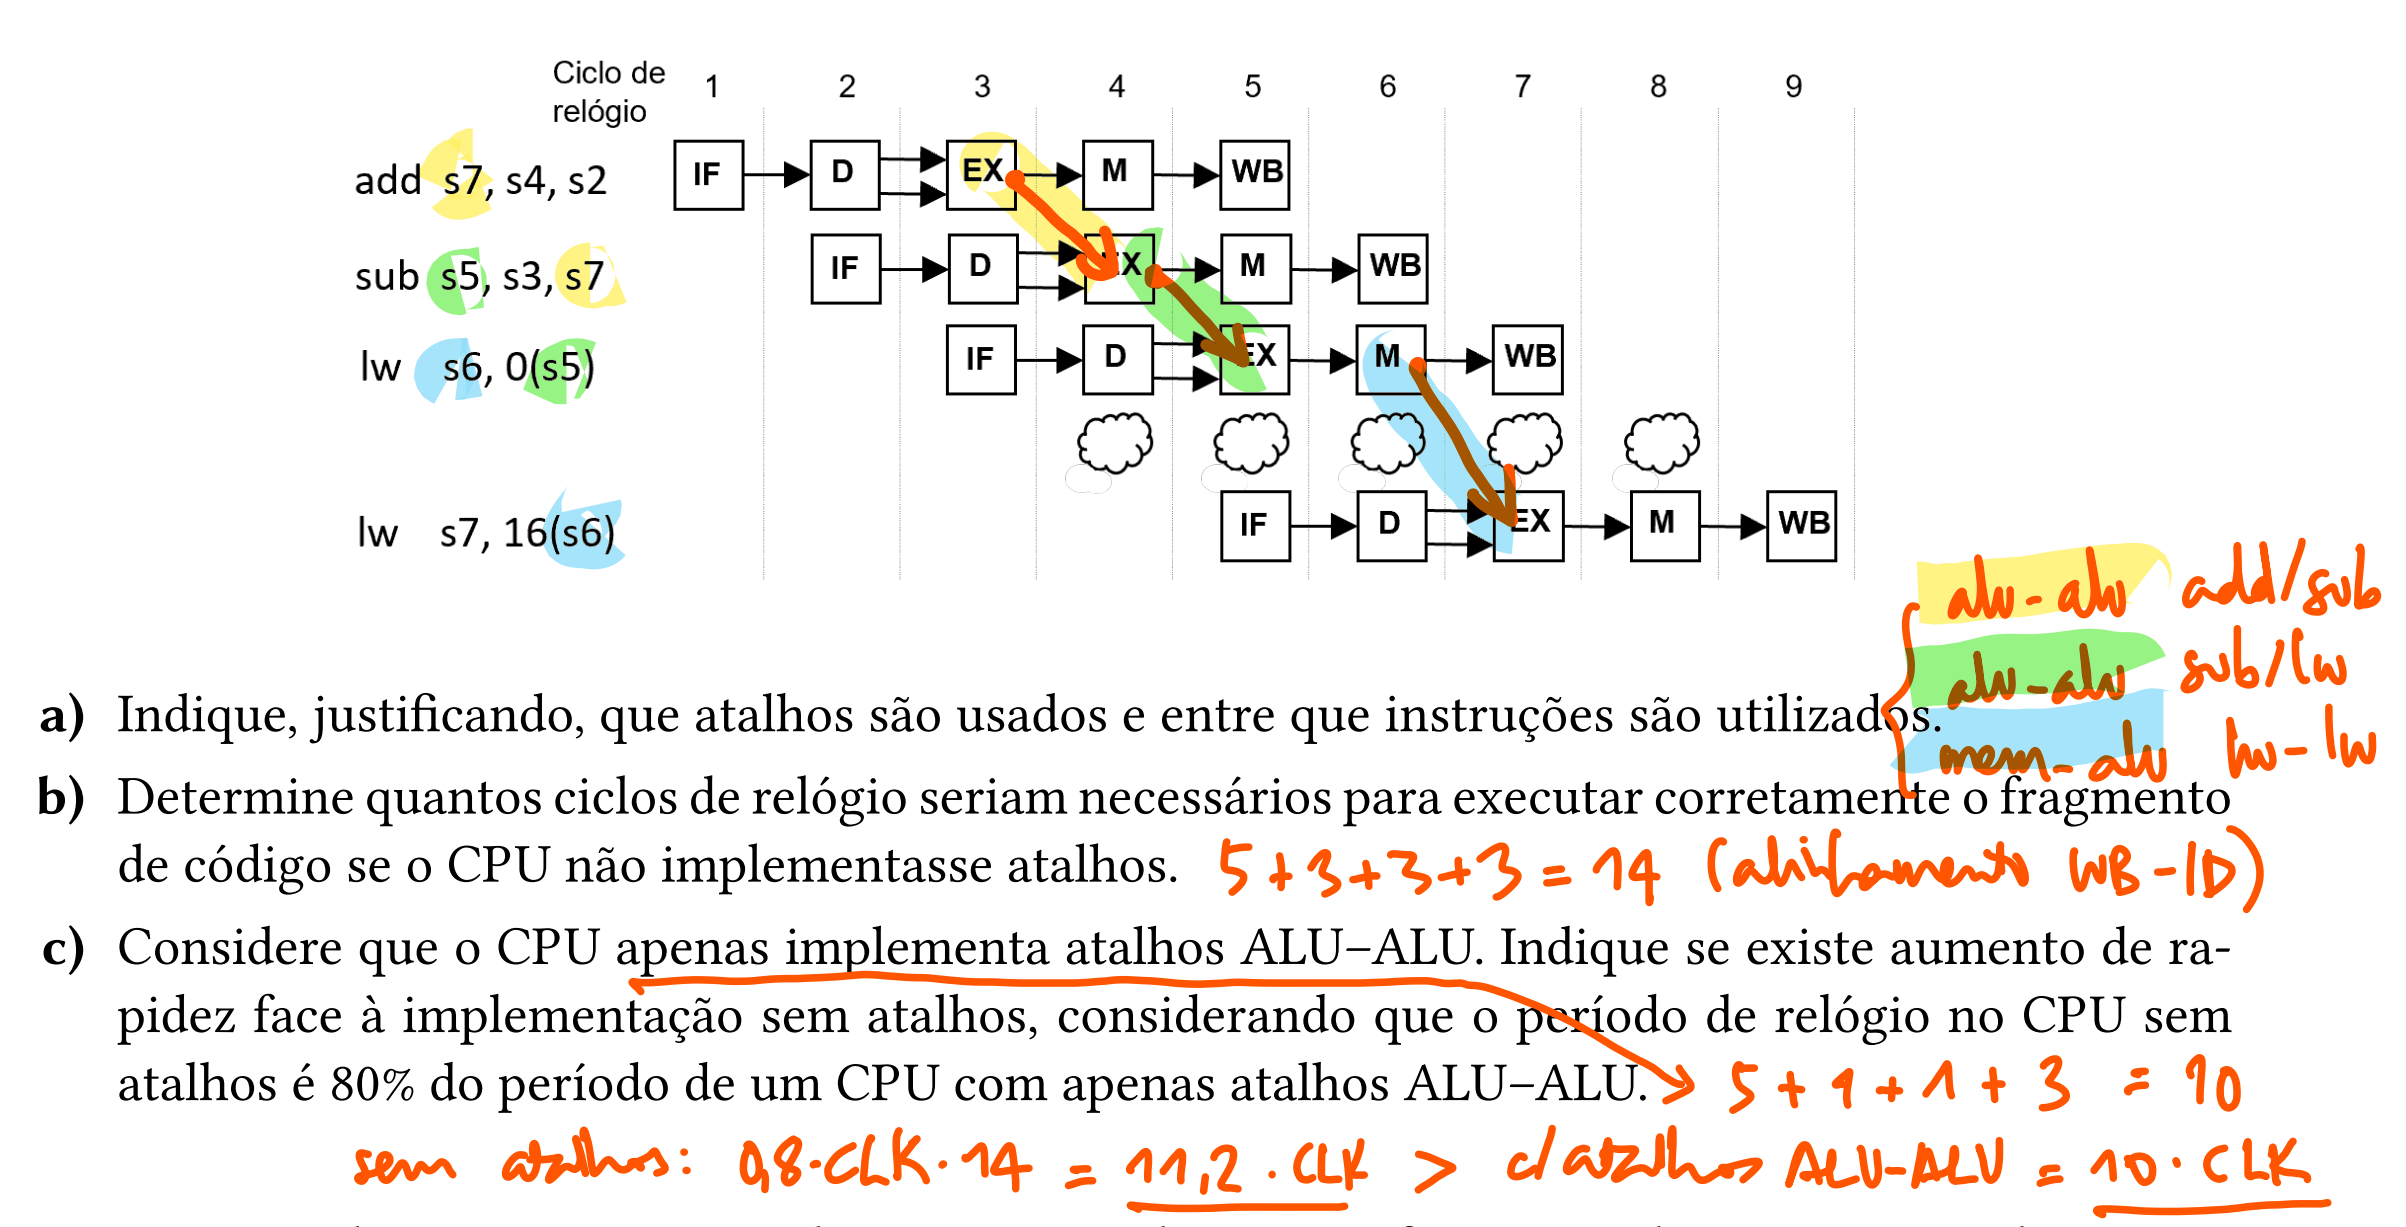 Ciclo de relógio 1 2 3 4 5 6 7 8 9
add s7, s4, s2 IF D EX M WB
sub s5, s3, s7 IF D EX M WB
lw s6, 0(s5) IF D EX M WB
lw s7, 16(s6) IF D EX M WB
alu - alu add/sub
alu - alu sub/lw
mem - alu lw - lw
a) Indique, justificando, que atalhos são usados e entre que instruções são utilizados.
b) Determine quantos ciclos de relógio seriam necessários para executar corretamente o fragmento
de código se o CPU não implementasse atalhos. 5+3+3+3 = 14 (alinhamento WB-ID)
c) Considere que o CPU apenas implementa atalhos ALU–ALU. Indique se existe aumento de ra-
pidez face à implementação sem atalhos, considerando que o período de relógio no CPU sem
atalhos é 80% do período de um CPU com apenas atalhos ALU–ALU. 5 + 1 + 1 + 3 = 10
sem atalhos: 0,8·CLK·14 = 11,2·CLK > c/atalhos ALU-ALU = 10·CLK